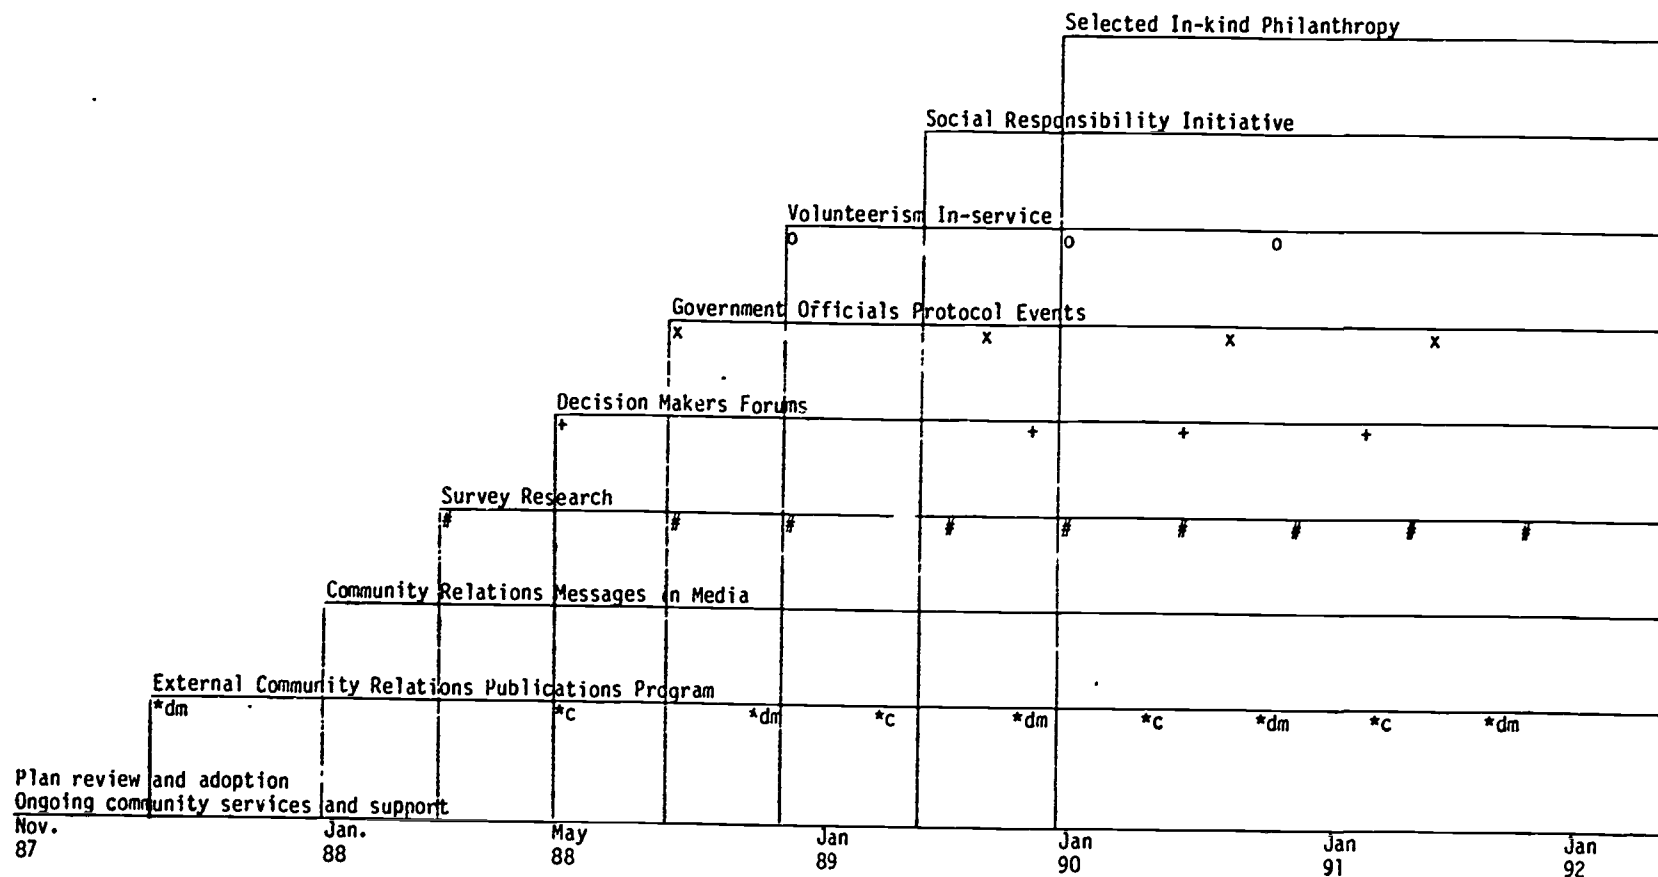 Selected In-kind Philanthropy
Social Responsibility Initiative
Volunteerism In-service
o o o
Government Officials Protocol Events
x x x x
Decision Makers Forums
+ + + +
Survey Research
# # # # # # # # #
Community Relations Messages in Media
External Community Relations Publications Program
*dm *c *dm *c *dm *c *dm *c *dm
Plan review and adoption
Ongoing community services and support
Nov. Jan. May Jan Jan Jan Jan
87 88 88 89 90 91 92